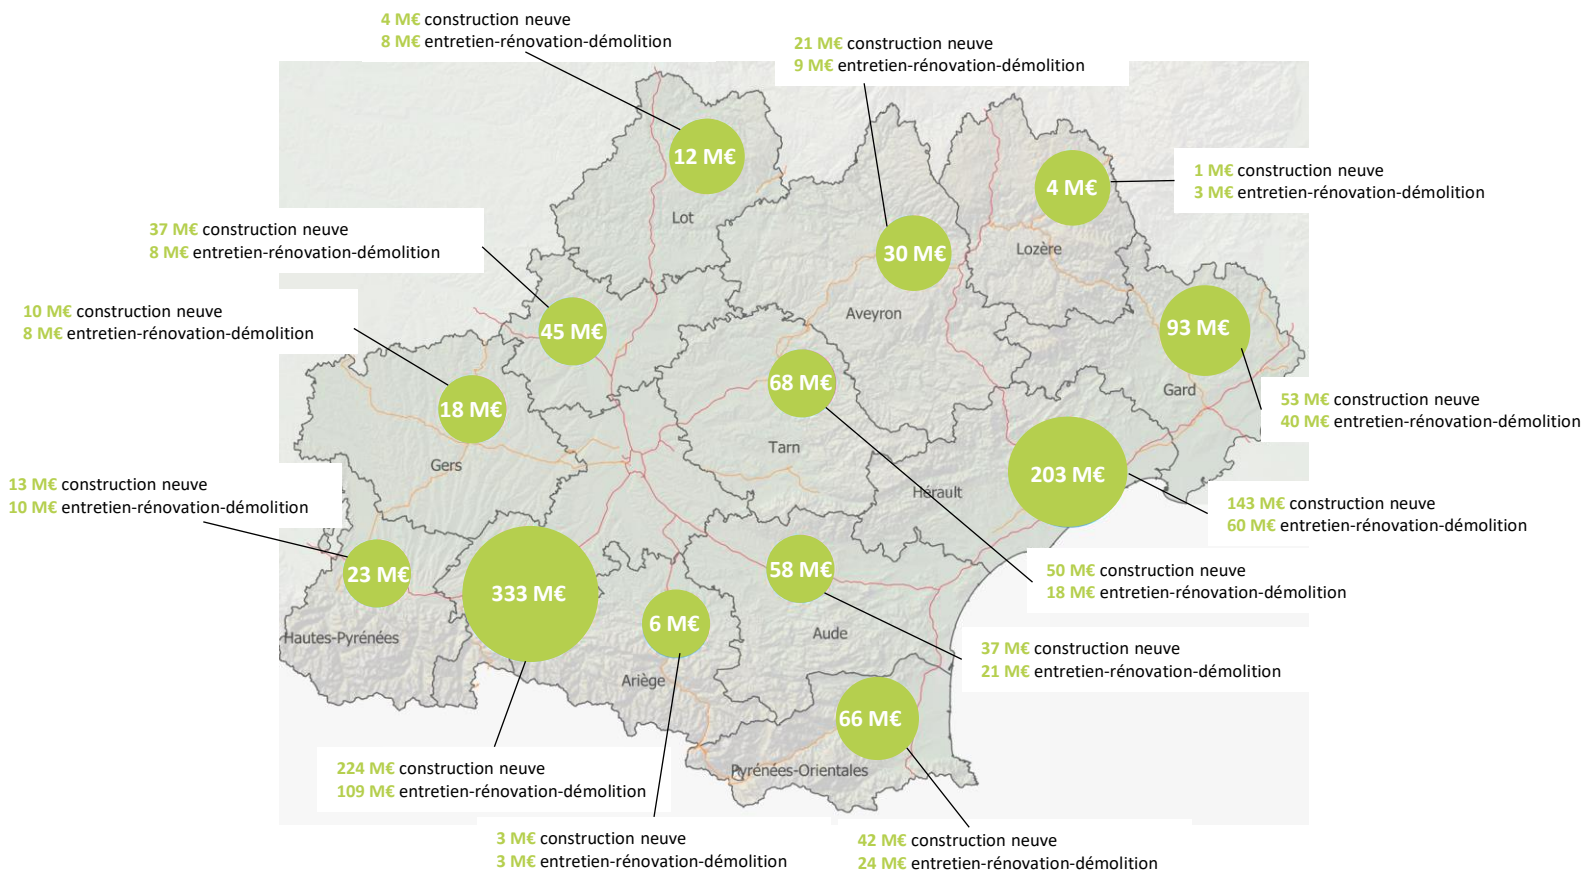 4 M€ construction neuve
8 M€ entretien-rénovation-démolition
21 M€ construction neuve
9 M€ entretien-rénovation-démolition
12 M€
1 M€ construction neuve
3 M€ entretien-rénovation-démolition
4 M€
Lot
37 M€ construction neuve
8 M€ entretien-rénovation-démolition
30 M€
Lozère
10 M€ construction neuve
8 M€ entretien-rénovation-démolition
45 M€
Aveyron
93 M€
68 M€
Gard
53 M€ construction neuve
40 M€ entretien-rénovation-démolition
18 M€
Tarn
Gers
203 M€
Hérault
13 M€ construction neuve
10 M€ entretien-rénovation-démolition
143 M€ construction neuve
60 M€ entretien-rénovation-démolition
23 M€
333 M€
58 M€
50 M€ construction neuve
18 M€ entretien-rénovation-démolition
6 M€
Hautes-Pyrénées
Aude
37 M€ construction neuve
21 M€ entretien-rénovation-démolition
Ariège
66 M€
Pyrénées-Orientales
224 M€ construction neuve
109 M€ entretien-rénovation-démolition
3 M€ construction neuve
3 M€ entretien-rénovation-démolition
42 M€ construction neuve
24 M€ entretien-rénovation-démolition